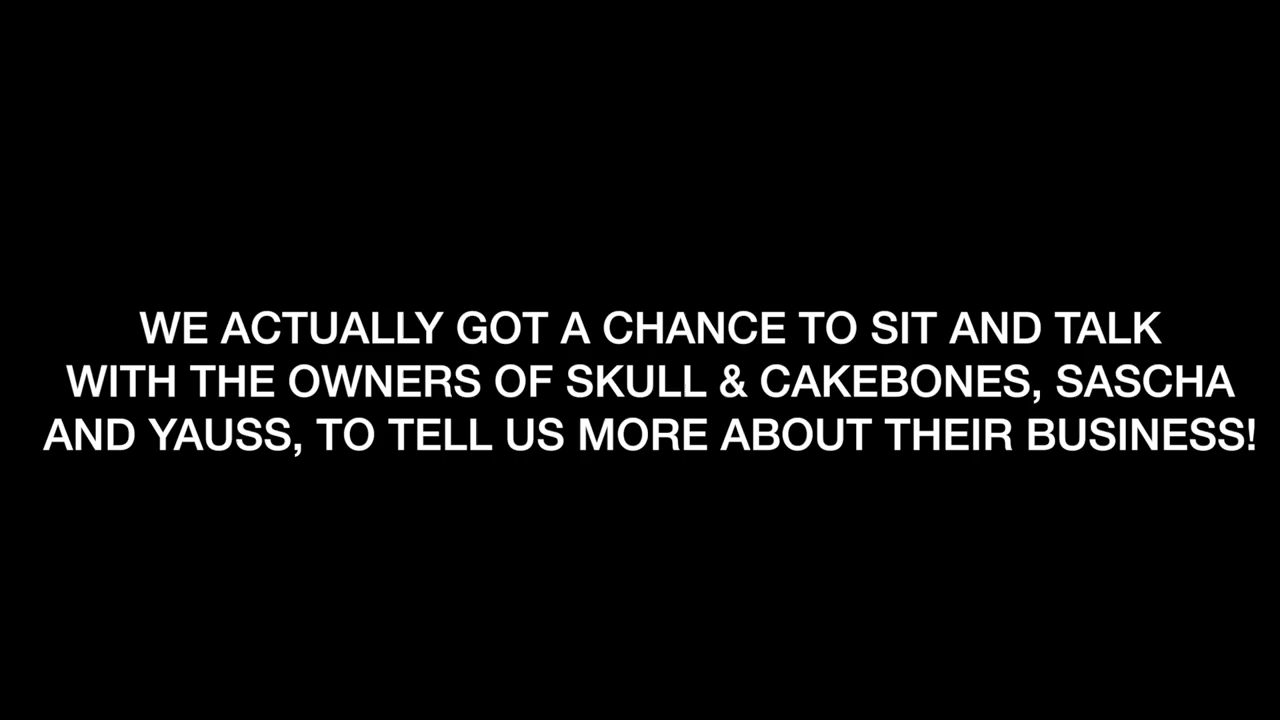 WE ACTUALLY GOT A CHANCE TO SIT AND TALK
WITH THE OWNERS OF SKULL & CAKEBONES, SASCHA
AND YAUSS, TO TELL US MORE ABOUT THEIR BUSINESS!